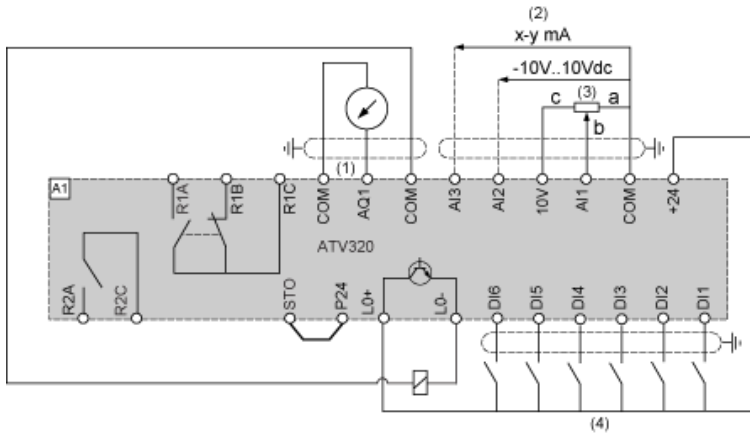 (2)
x-y mA
-10V..10Vdc
c (3) a
b
(1)
A1
R1A R1B R1C COM AQ1 COM AI3 AI2 10V AI1 COM +24
ATV320
R2A R2C STO P24 L0+ L0- DI6 DI5 DI4 DI3 DI2 DI1
(4)